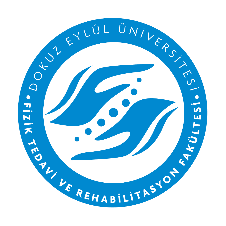 DOKUZ EYLÜL ÜNİVERSİTESİ
FİZİK TEDAVİ VE REHABİLİTASYON FAKÜLTESİ